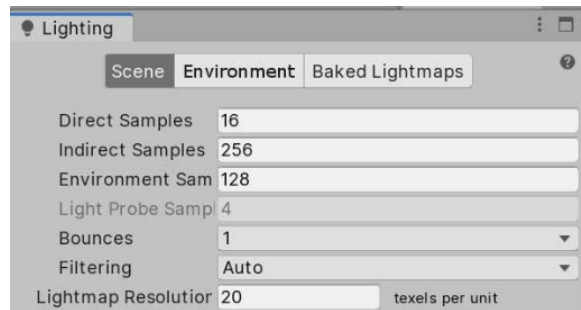 Lighting
Scene Environment Baked Lightmaps
Direct Samples 16
Indirect Samples 256
Environment Sam 128
Light Probe Sampl 4
Bounces 1
Filtering Auto
Lightmap Resolutior 20 texels per unit